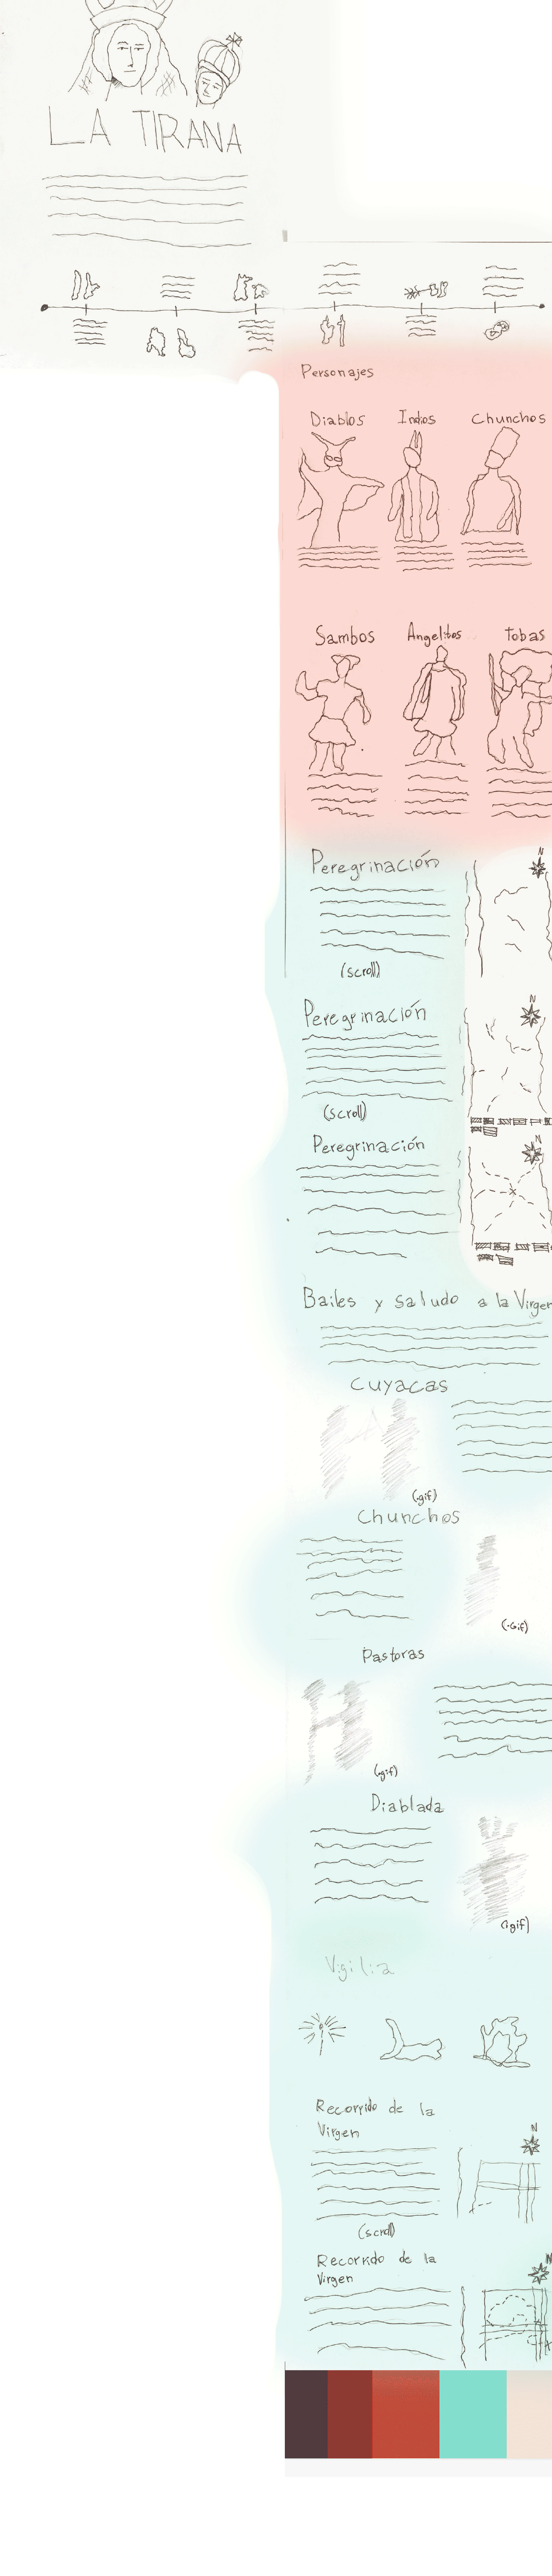 LA TIRANA
Personajes
Diablos Indios Chunchos
Sambos Angelitos Tobas
Peregrinación
N
(scroll)
Peregrinación
N
(scroll)
Peregrinación
N
Bailes y saludo a la Virgen
Cuyacas
(.gif)
Chunchos
(.Gif)
Pastoras
(.gif)
Diablada
(.gif)
Vigilia
Recorrido de la
Virgen
N
(scroll)
Recorrido de la
Virgen
N